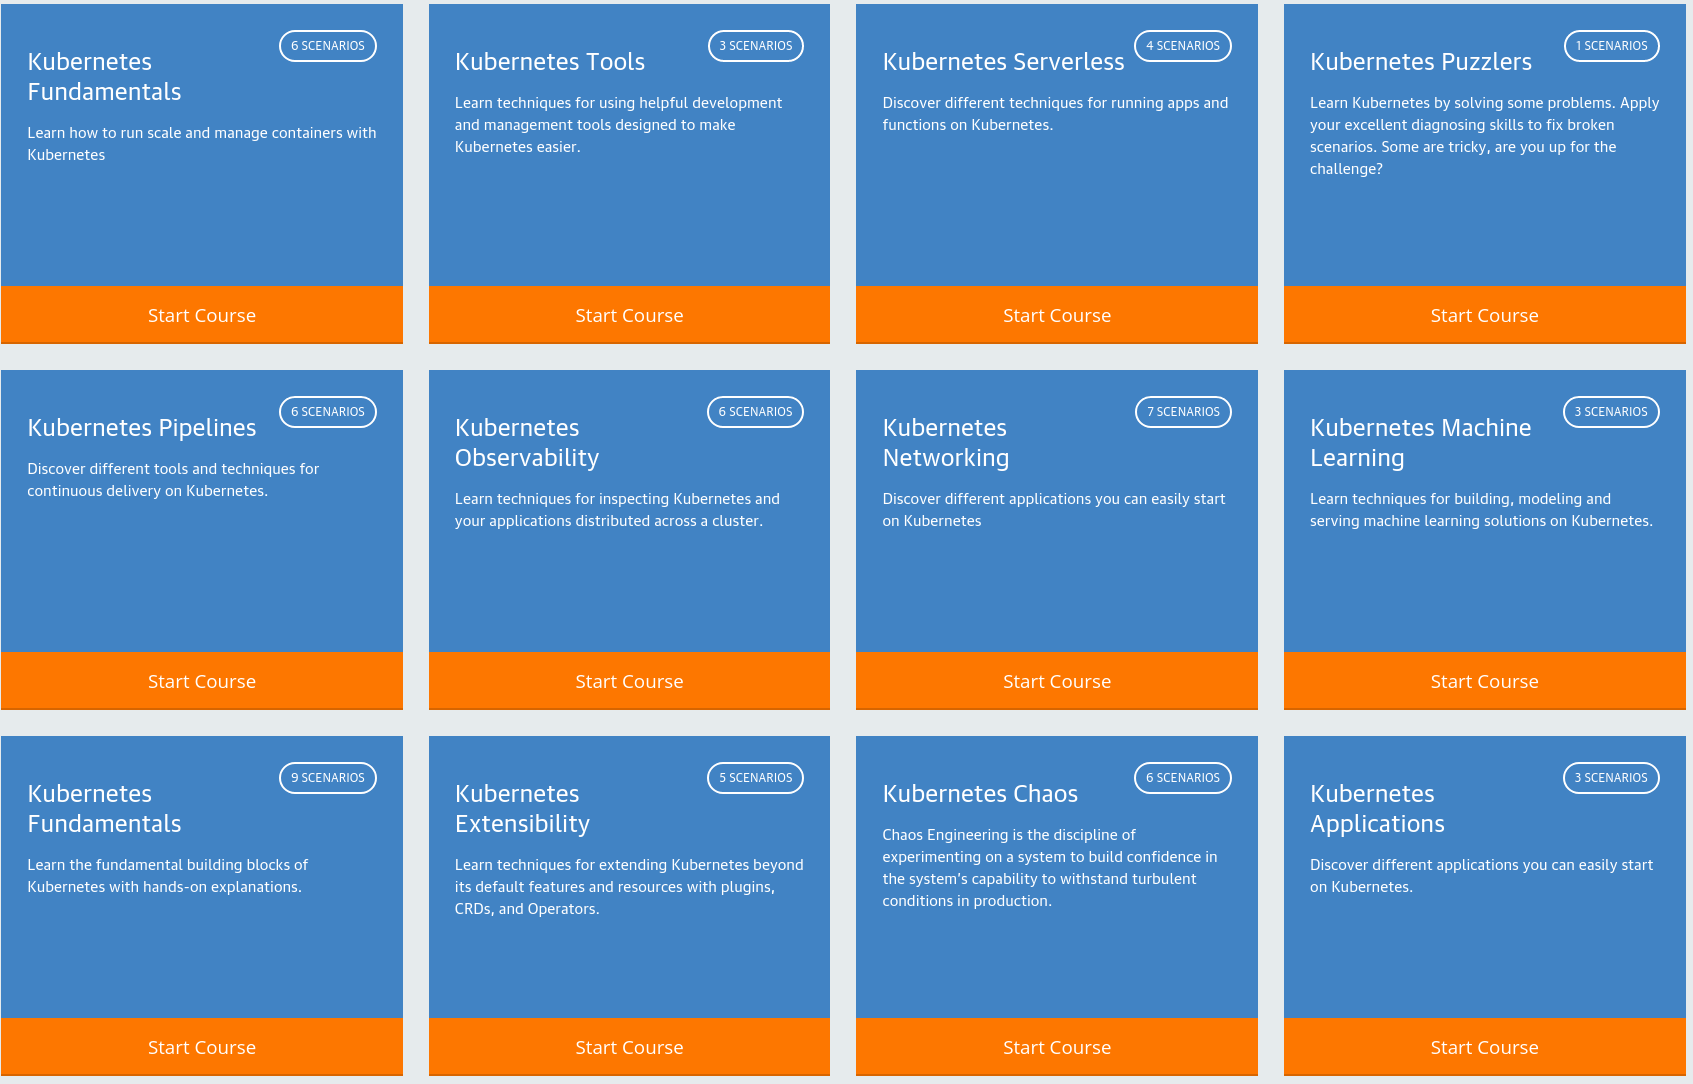 6 SCENARIOS
Kubernetes
Fundamentals
Learn how to run scale and manage containers with
Kubernetes
Start Course
3 SCENARIOS
Kubernetes Tools
Learn techniques for using helpful development
and management tools designed to make
Kubernetes easier.
Start Course
4 SCENARIOS
Kubernetes Serverless
Discover different techniques for running apps and
functions on Kubernetes.
Start Course
1 SCENARIOS
Kubernetes Puzzlers
Learn Kubernetes by solving some problems. Apply
your excellent diagnosing skills to fix broken
scenarios. Some are tricky, are you up for the
challenge?
Start Course
6 SCENARIOS
Kubernetes Pipelines
Discover different tools and techniques for
continuous delivery on Kubernetes.
Start Course
6 SCENARIOS
Kubernetes
Observability
Learn techniques for inspecting Kubernetes and
your applications distributed across a cluster.
Start Course
7 SCENARIOS
Kubernetes
Networking
Discover different applications you can easily start
on Kubernetes
Start Course
3 SCENARIOS
Kubernetes Machine
Learning
Learn techniques for building, modeling and
serving machine learning solutions on Kubernetes.
Start Course
9 SCENARIOS
Kubernetes
Fundamentals
Learn the fundamental building blocks of
Kubernetes with hands-on explanations.
Start Course
5 SCENARIOS
Kubernetes
Extensibility
Learn techniques for extending Kubernetes beyond
its default features and resources with plugins,
CRDs, and Operators.
Start Course
6 SCENARIOS
Kubernetes Chaos
Chaos Engineering is the discipline of
experimenting on a system to build confidence in
the system's capability to withstand turbulent
conditions in production.
Start Course
3 SCENARIOS
Kubernetes
Applications
Discover different applications you can easily start
on Kubernetes.
Start Course